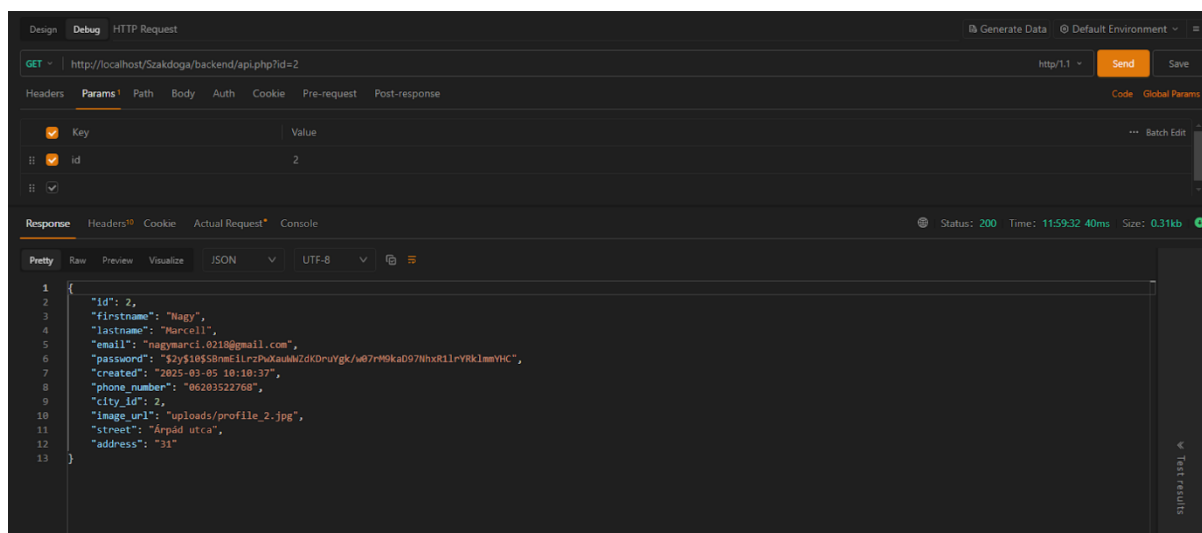 Design Debug HTTP Request Generate Data Default Environment
GET http://localhost/Szakdoga/backend/api.php?id=2 http/1.1 Send Save
Headers Params 1 Path Body Auth Cookie Pre-request Post-response Code Global Params
Key Value ••• Batch Edit
id 2
Response Headers 10 Cookie Actual Request Console Status: 200 Time: 11:59:32 40ms Size: 0.31kb
Pretty Raw Preview Visualize JSON UTF-8
1 {
2 "id": 2,
3 "firstname": "Nagy",
4 "lastname": "Marcell",
5 "email": "nagymarci.0218@gmail.com",
6 "password": "$2y$10$SBnmEiLrzPwXauWWZdKDruYgk/w07rM9kaD97NhxR1lrYRklmmYHC",
7 "created": "2025-03-05 10:10:37",
8 "phone_number": "06203522768",
9 "city_id": 2,
10 "image_url": "uploads/profile_2.jpg",
11 "street": "Árpád utca",
12 "address": "31"
13 }
Test results